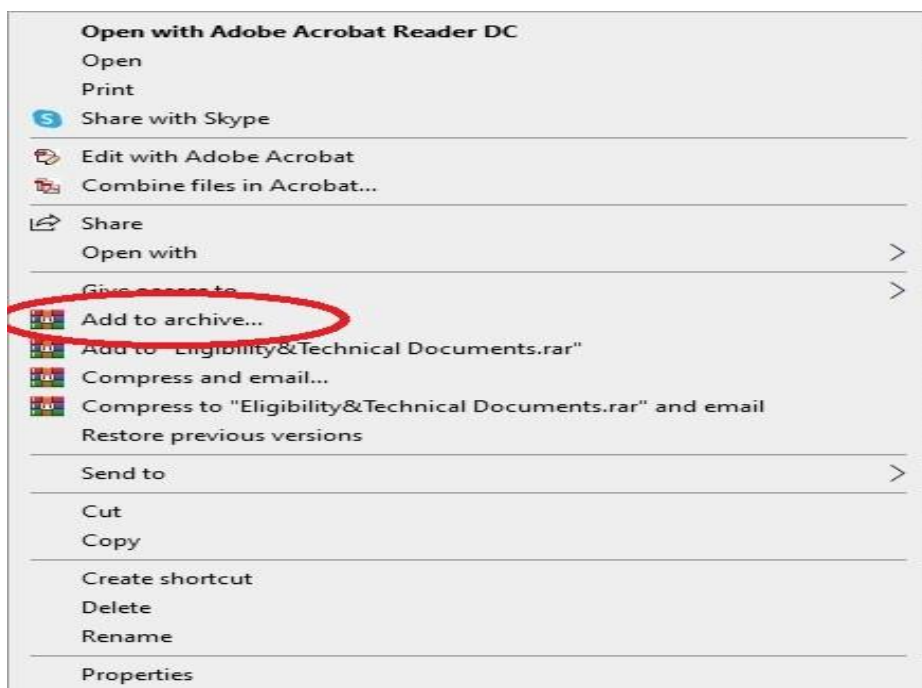 Open with Adobe Acrobat Reader DC
Open
Print
Share with Skype
Edit with Adobe Acrobat
Combine files in Acrobat...
Share
Open with
Give access to
Add to archive...
Add to "Eligibility&Technical Documents.rar"
Compress and email...
Compress to "Eligibility&Technical Documents.rar" and email
Restore previous versions
Send to
Cut
Copy
Create shortcut
Delete
Rename
Properties